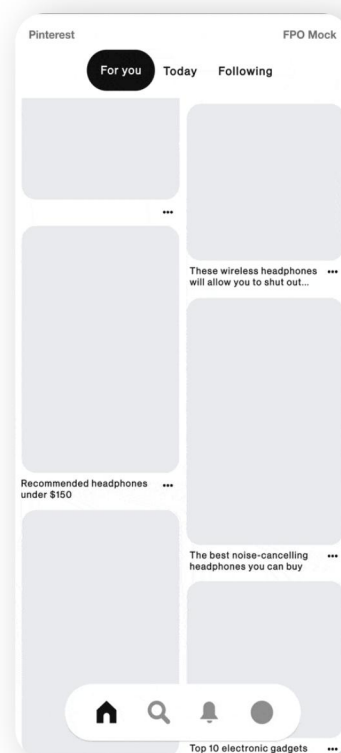 Pinterest
FPO Mock
For you
Today
Following
These wireless headphones
will allow you to shut out...
Recommended headphones
under $150
The best noise-cancelling
headphones you can buy
Top 10 electronic gadgets